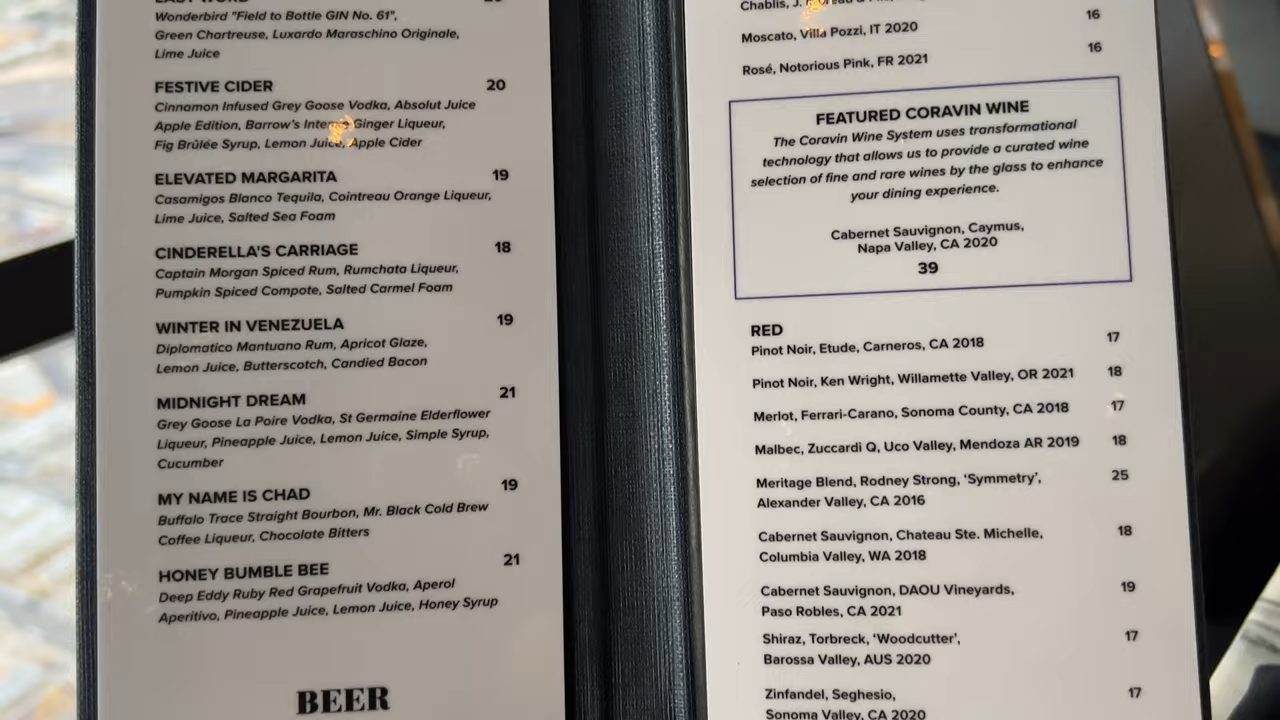 Wonderbird "Field to Bottle GIN No. 61",
Green Chartreuse, Luxardo Maraschino Originale,
Lime Juice
FESTIVE CIDER 20
Cinnamon Infused Grey Goose Vodka, Absolut Juice
Apple Edition, Barrow's Intense Ginger Liqueur,
Fig Brûlée Syrup, Lemon Juice, Apple Cider
ELEVATED MARGARITA 19
Casamigos Blanco Tequila, Cointreau Orange Liqueur,
Lime Juice, Salted Sea Foam
CINDERELLA'S CARRIAGE 18
Captain Morgan Spiced Rum, Rumchata Liqueur,
Pumpkin Spiced Compote, Salted Carmel Foam
WINTER IN VENEZUELA 19
Diplomatico Mantuano Rum, Apricot Glaze,
Lemon Juice, Butterscotch, Candied Bacon
MIDNIGHT DREAM 21
Grey Goose La Poire Vodka, St Germaine Elderflower
Liqueur, Pineapple Juice, Lemon Juice, Simple Syrup,
Cucumber
MY NAME IS CHAD 19
Buffalo Trace Straight Bourbon, Mr. Black Cold Brew
Coffee Liqueur, Chocolate Bitters
HONEY BUMBLE BEE 21
Deep Eddy Ruby Red Grapefruit Vodka, Aperol
Aperitivo, Pineapple Juice, Lemon Juice, Honey Syrup
BEER
Chablis, J.
Moscato, Villa Pozzi, IT 2020 16
Rosé, Notorious Pink, FR 2021 16
FEATURED CORAVIN WINE
The Coravin Wine System uses transformational
technology that allows us to provide a curated wine
selection of fine and rare wines by the glass to enhance
your dining experience.
Cabernet Sauvignon, Caymus,
Napa Valley, CA 2020
39
RED
Pinot Noir, Etude, Carneros, CA 2018 17
Pinot Noir, Ken Wright, Willamette Valley, OR 2021 18
Merlot, Ferrari-Carano, Sonoma County, CA 2018 17
Malbec, Zuccardi Q, Uco Valley, Mendoza AR 2019 18
Meritage Blend, Rodney Strong, 'Symmetry', 25
Alexander Valley, CA 2016
Cabernet Sauvignon, Chateau Ste. Michelle, 18
Columbia Valley, WA 2018
Cabernet Sauvignon, DAOU Vineyards, 19
Paso Robles, CA 2021
Shiraz, Torbreck, 'Woodcutter', 17
Barossa Valley, AUS 2020
Zinfandel, Seghesio, 17
Sonoma Valley, CA 2020